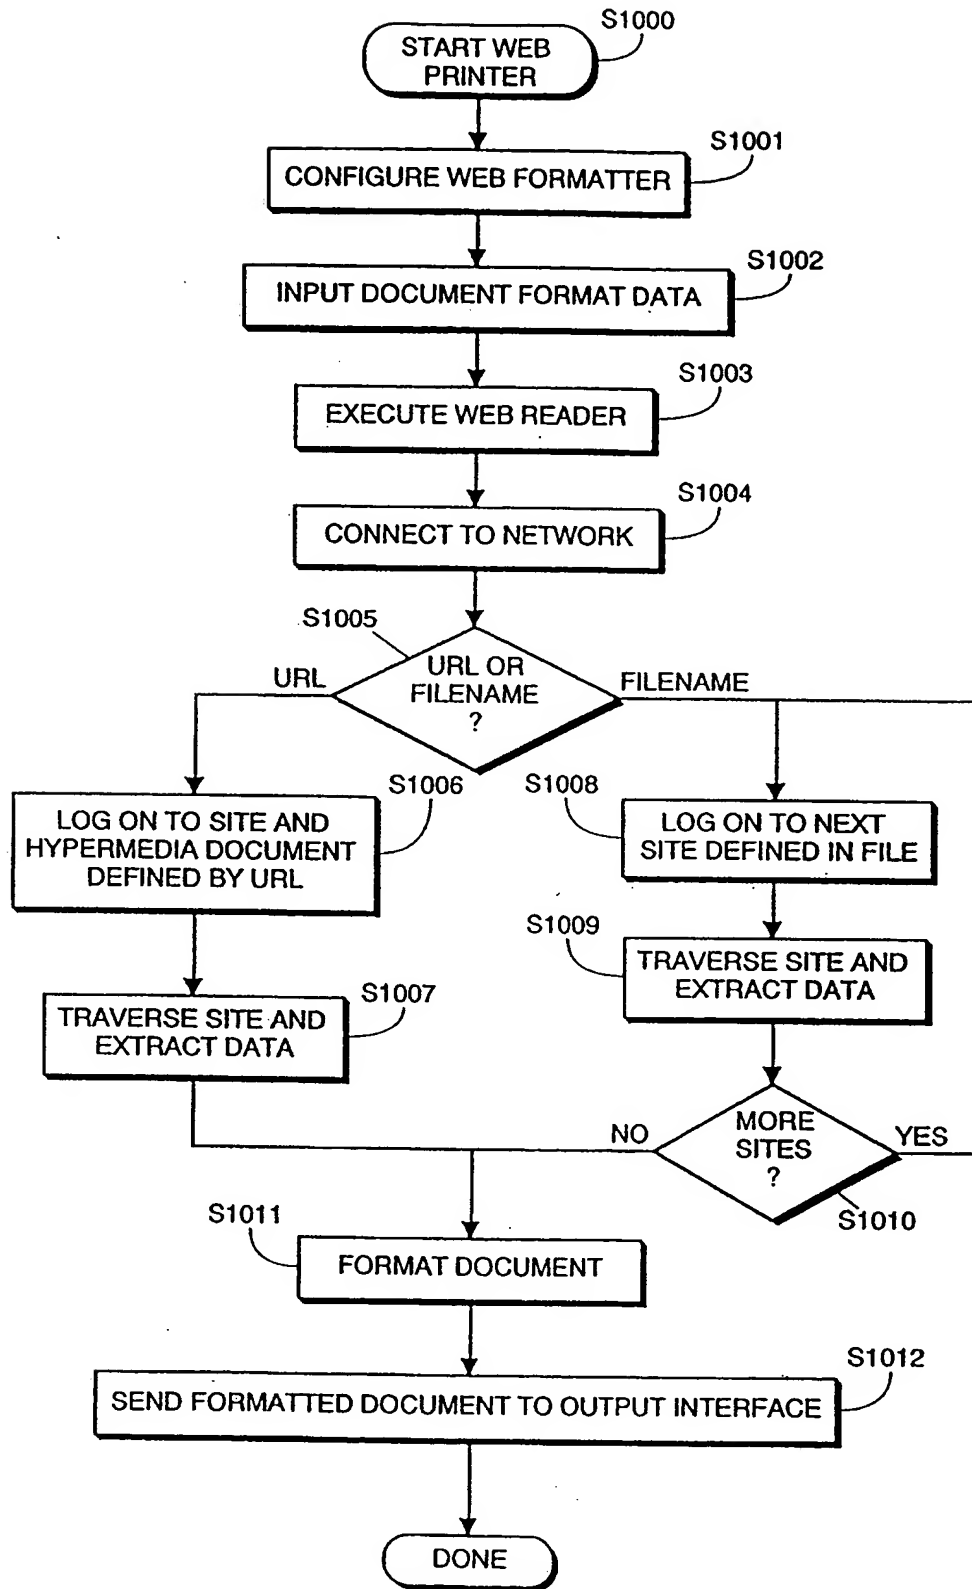 S1000
START WEB
PRINTER
S1001
CONFIGURE WEB FORMATTER
S1002
INPUT DOCUMENT FORMAT DATA
S1003
EXECUTE WEB READER
S1004
CONNECT TO NETWORK
S1005
URL OR
FILENAME
?
URL
FILENAME
S1006
LOG ON TO SITE AND
HYPERMEDIA DOCUMENT
DEFINED BY URL
S1007
TRAVERSE SITE AND
EXTRACT DATA
S1008
LOG ON TO NEXT
SITE DEFINED IN FILE
S1009
TRAVERSE SITE AND
EXTRACT DATA
MORE
SITES
?
NO
YES
S1010
S1011
FORMAT DOCUMENT
S1012
SEND FORMATTED DOCUMENT TO OUTPUT INTERFACE
DONE